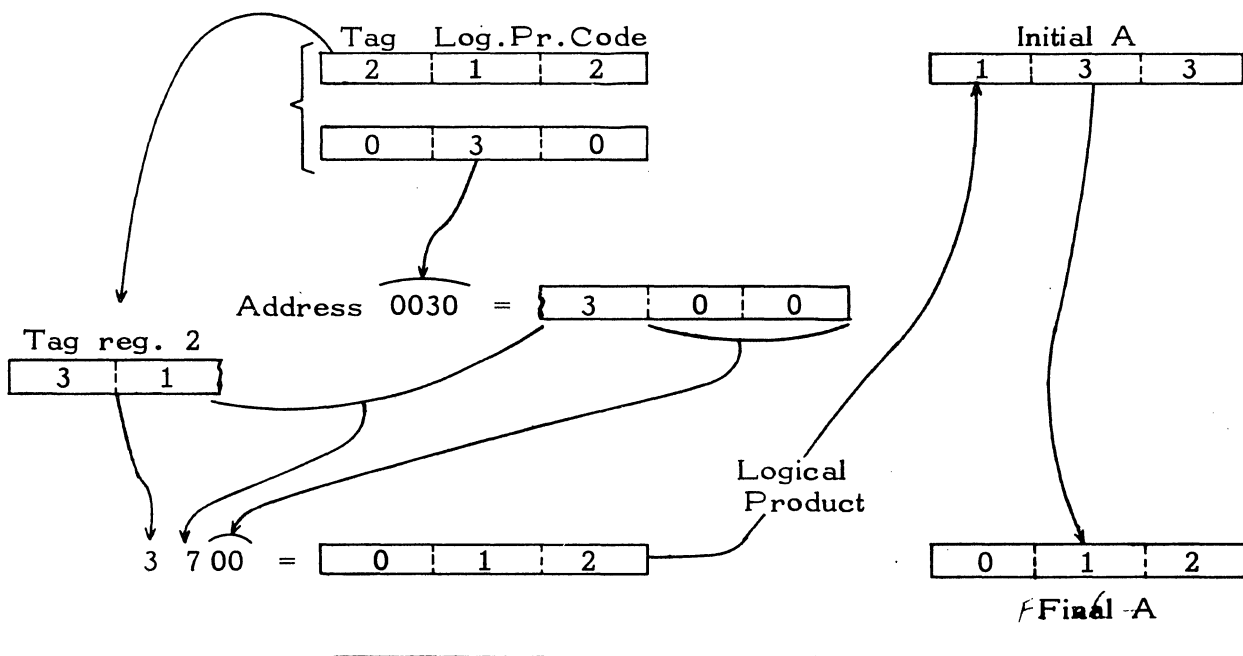 Tag Log.Pr.Code
2 1 2
0 3 0
Initial A
1 3 3
Address 0030 = 3 0 0
Tag reg. 2
3 1
Logical
Product
3 7 00 = 0 1 2
0 1 2
Final A